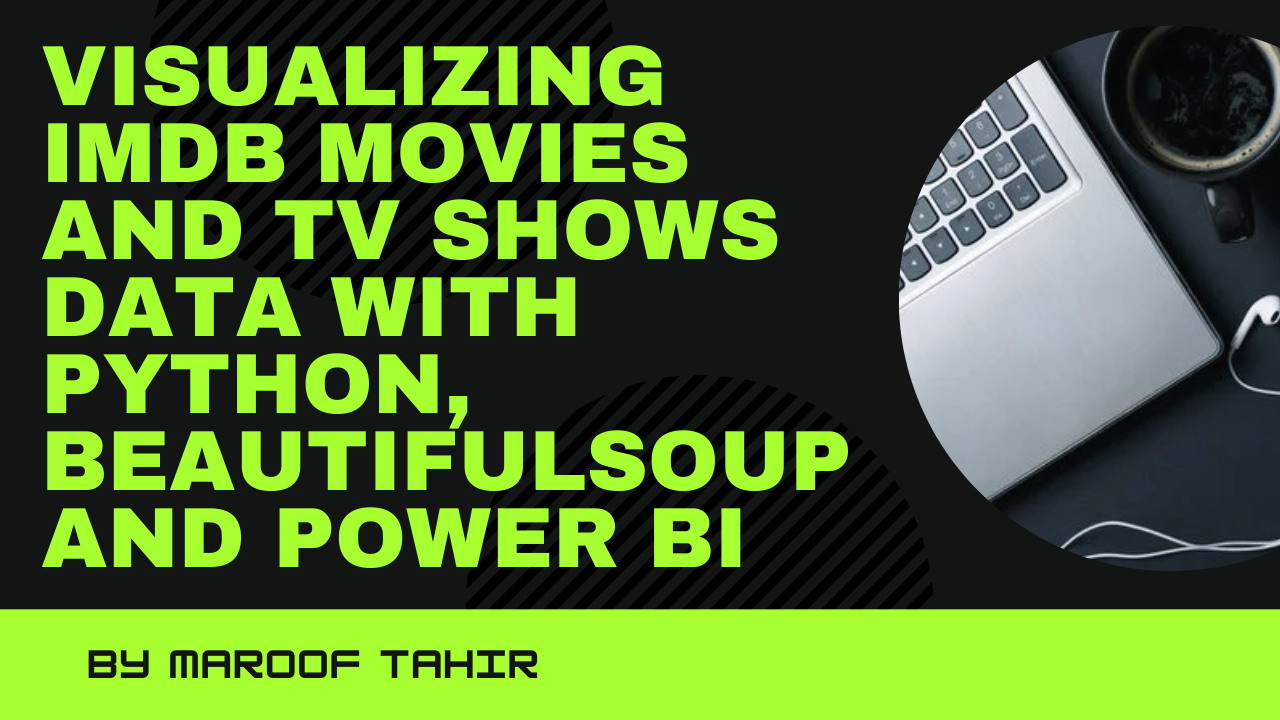 VISUALIZING
IMDB MOVIES
AND TV SHOWS
DATA WITH
PYTHON,
BEAUTIFULSOUP
AND POWER BI
BY MAROOF TAHIR